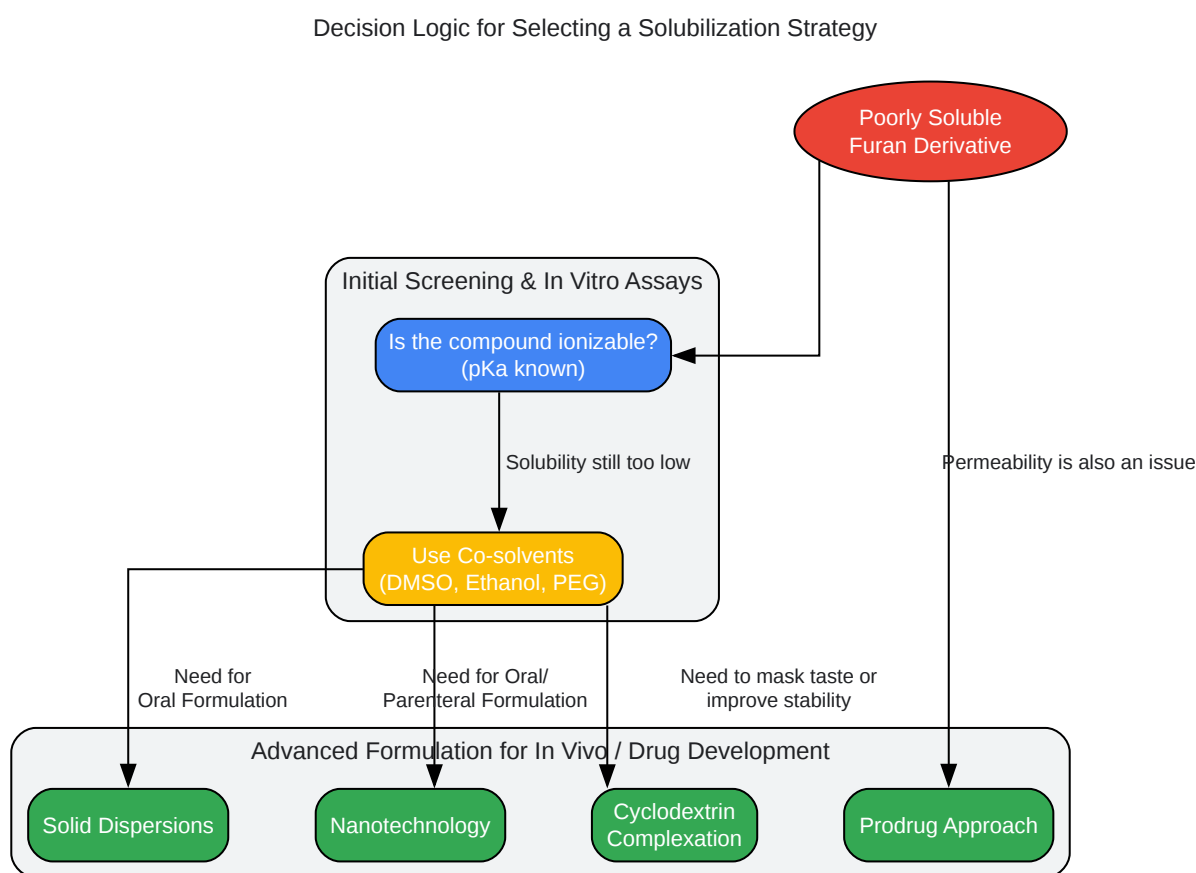 Decision Logic for Selecting a Solubilization Strategy
Poorly Soluble
Furan Derivative
Initial Screening & In Vitro Assays
Is the compound ionizable?
(pKa known)
Solubility still too low
Permeability is also an issue
Use Co-solvents
(DMSO, Ethanol, PEG)
Need for
Oral Formulation
Need for Oral/
Parenteral Formulation
Need to mask taste or
improve stability
Advanced Formulation for In Vivo / Drug Development
Solid Dispersions
Nanotechnology
Cyclodextrin
Complexation
Prodrug Approach